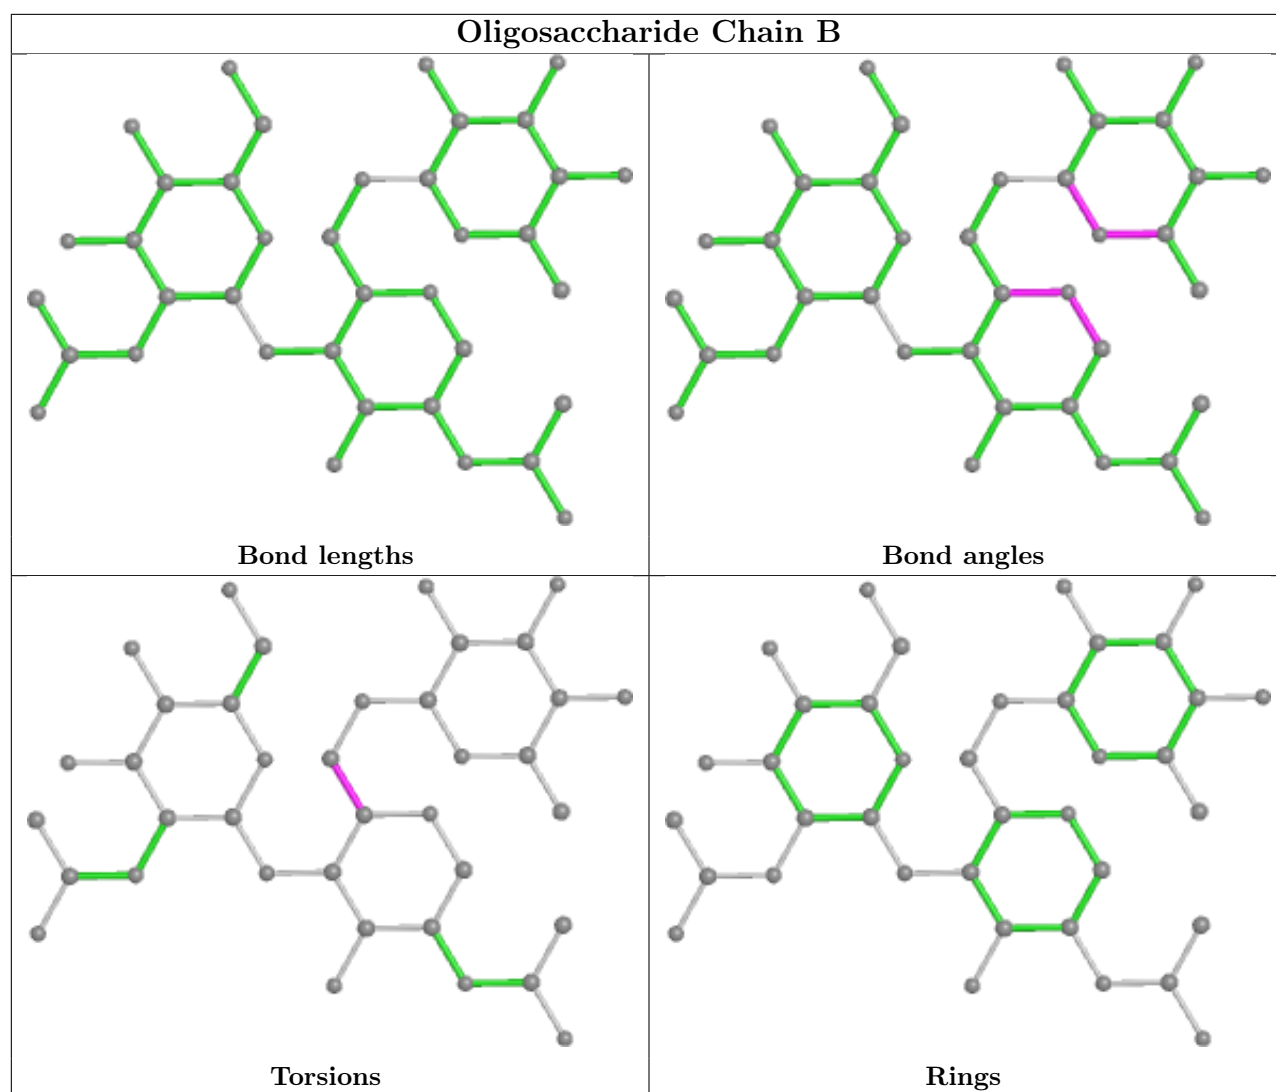 Oligosaccharide Chain B
Bond lengths
Bond angles
Torsions
Rings